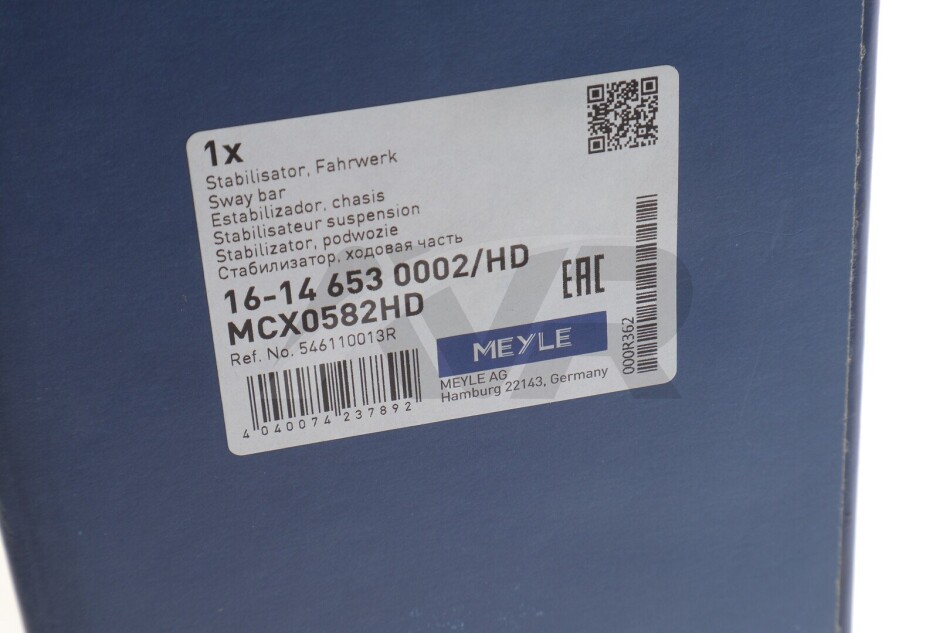 1x
Stabilisator, Fahrwerk
Sway bar
Estabilizador, chasis
Stabilisateur suspension
Stabilizator, podwozie
Стабилизатор, ходовая часть
16-14 653 0002/HD
MCX0582HD
Ref. No. 546110013R
EAC
MEYLE
MEYLE AG
Hamburg 22143, Germany
4 040074 237892
000R362
AVR